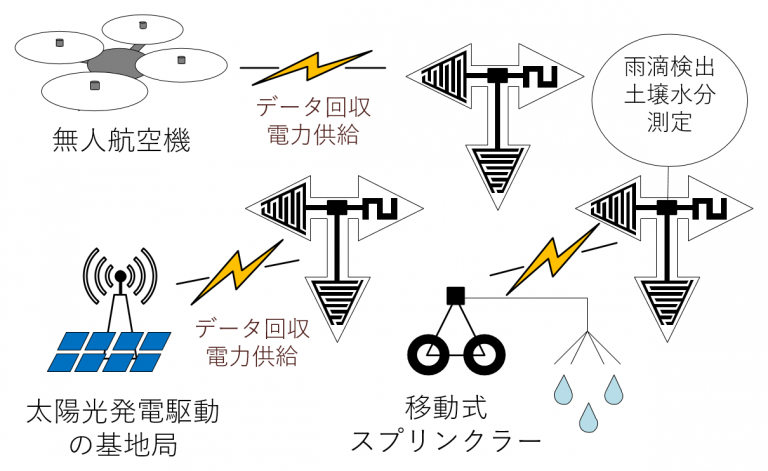 無人航空機
データ回収
電力供給
雨滴検出
土壌水分
測定
データ回収
電力供給
太陽光発電駆動
の基地局
移動式
スプリンクラー